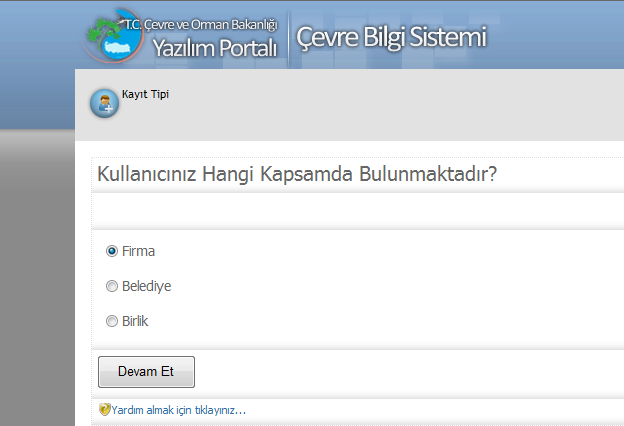 T.C. Çevre ve Orman Bakanlığı
Yazılım Portalı
Çevre Bilgi Sistemi
Kayıt Tipi
Kullanıcınız Hangi Kapsamda Bulunmaktadır?
Firma
Belediye
Birlik
Devam Et
Yardım almak için tıklayınız...